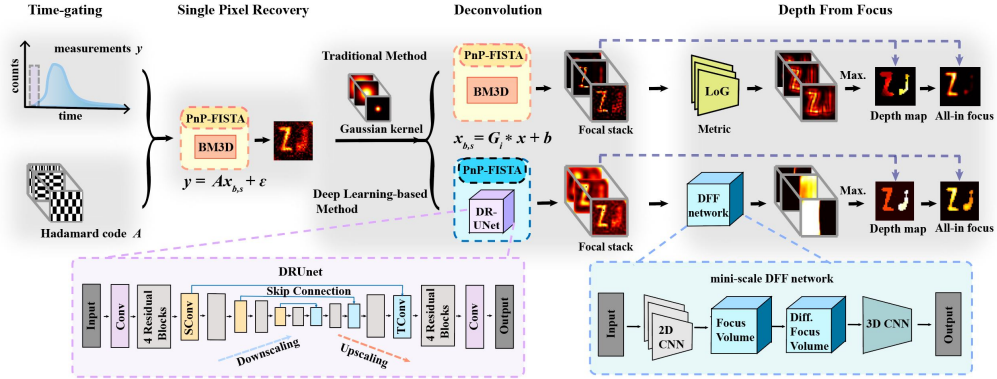 Time-gating
Single Pixel Recovery
Deconvolution
Depth From Focus
measurements y
counts
time
Hadamard code A
PnP-FISTA
BM3D
y = Ax_{b,s} + ε
Traditional Method
Gaussian kernel
Deep Learning-based
Method
PnP-FISTA
BM3D
x_{b,s} = G_i * x + b
PnP-FISTA
DR-
UNet
Focal stack
LoG
Metric
Max.
Depth map
All-in focus
Focal stack
DFF
network
Max.
Depth map
All-in focus
DRUnet
Skip Connection
Input
Conv
4 Residual
Blocks
SConv
Downscaling
Upscaling
TConv
4 Residual
Blocks
Conv
Output
mini-scale DFF network
Input
2D
CNN
Focus
Volume
Diff.
Focus
Volume
3D CNN
Output